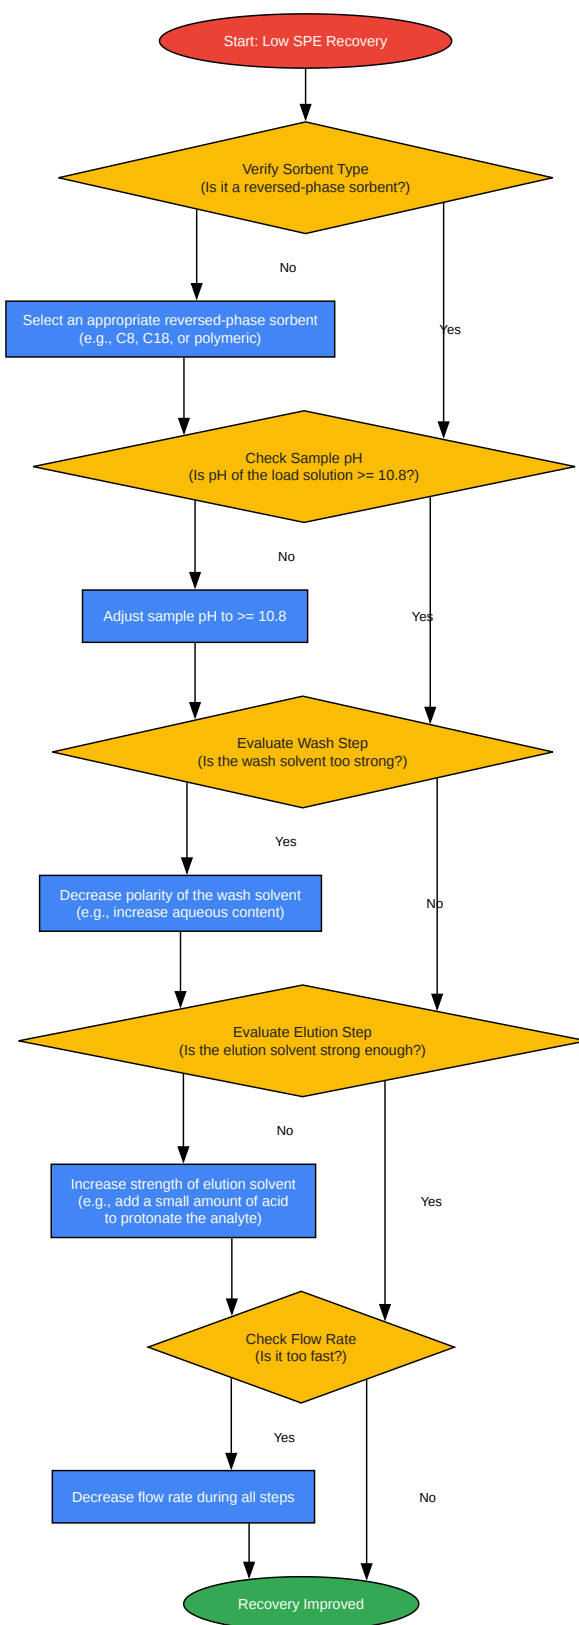 Start: Low SPE Recovery
Verify Sorbent Type
(Is it a reversed-phase sorbent?)
No
Select an appropriate reversed-phase sorbent
(e.g., C8, C18, or polymeric)
Yes
Check Sample pH
(Is pH of the load solution >= 10.8?)
No
Adjust sample pH to >= 10.8
Yes
Evaluate Wash Step
(Is the wash solvent too strong?)
Yes
Decrease polarity of the wash solvent
(e.g., increase aqueous content)
No
Evaluate Elution Step
(Is the elution solvent strong enough?)
No
Increase strength of elution solvent
(e.g., add a small amount of acid
to protonate the analyte)
Yes
Check Flow Rate
(Is it too fast?)
Yes
Decrease flow rate during all steps
No
Recovery Improved